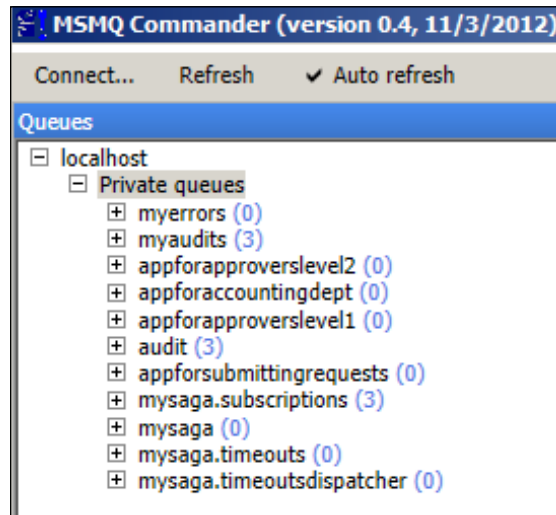 MSMQ Commander (version 0.4, 11/3/2012)
Connect... Refresh ✔ Auto refresh
Queues
localhost
Private queues
myerrors (0)
myaudits (3)
appforapproverslevel2 (0)
appforaccountingdept (0)
appforapproverslevel1 (0)
audit (3)
appforsubmittingrequests (0)
mysaga.subscriptions (3)
mysaga (0)
mysaga.timeouts (0)
mysaga.timeoutsdispatcher (0)